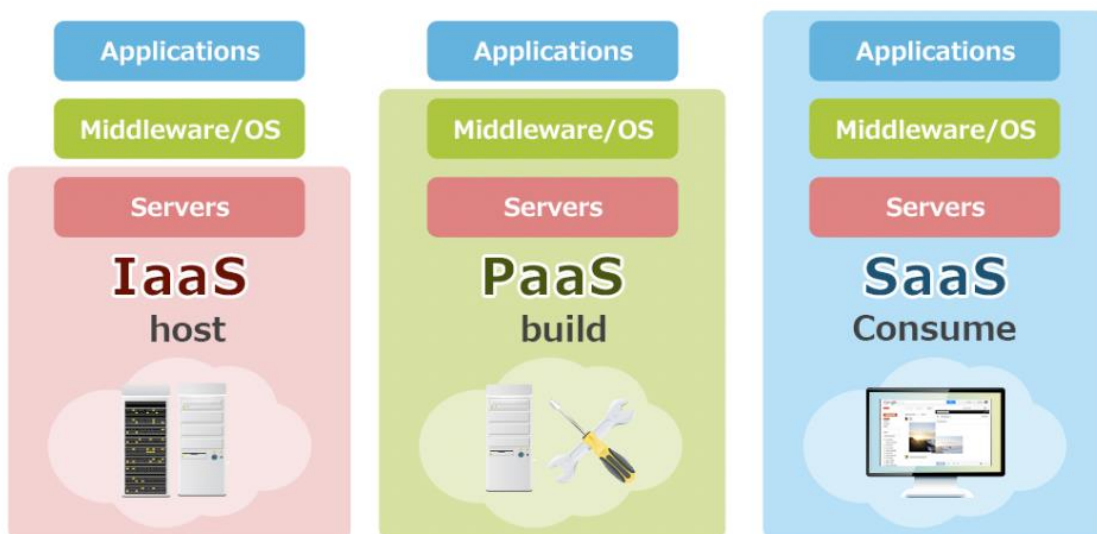 Applications
Middleware/OS
Servers
IaaS
host
Applications
Middleware/OS
Servers
PaaS
build
Applications
Middleware/OS
Servers
SaaS
Consume